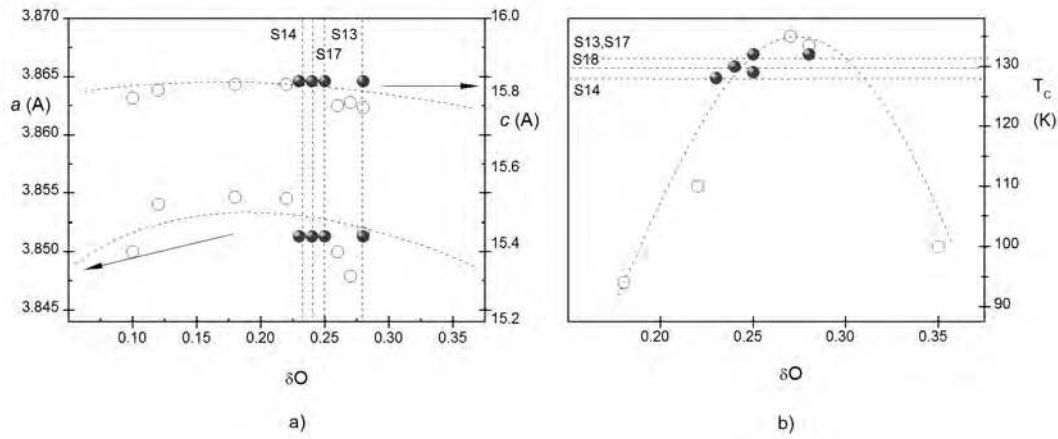 3.870
3.865
a (A)
3.862
3.855
3.850
3.845
0.10
0.15
0.20
0.25
0.30
0.35
δO
a)
S14
S13
S17
16.0
15.8
c (A)
15.6
15.4
15.2
S13,S17
S18
S14
130
T_C
(K)
120
110
100
90
0.20
0.25
0.30
0.35
δO
b)